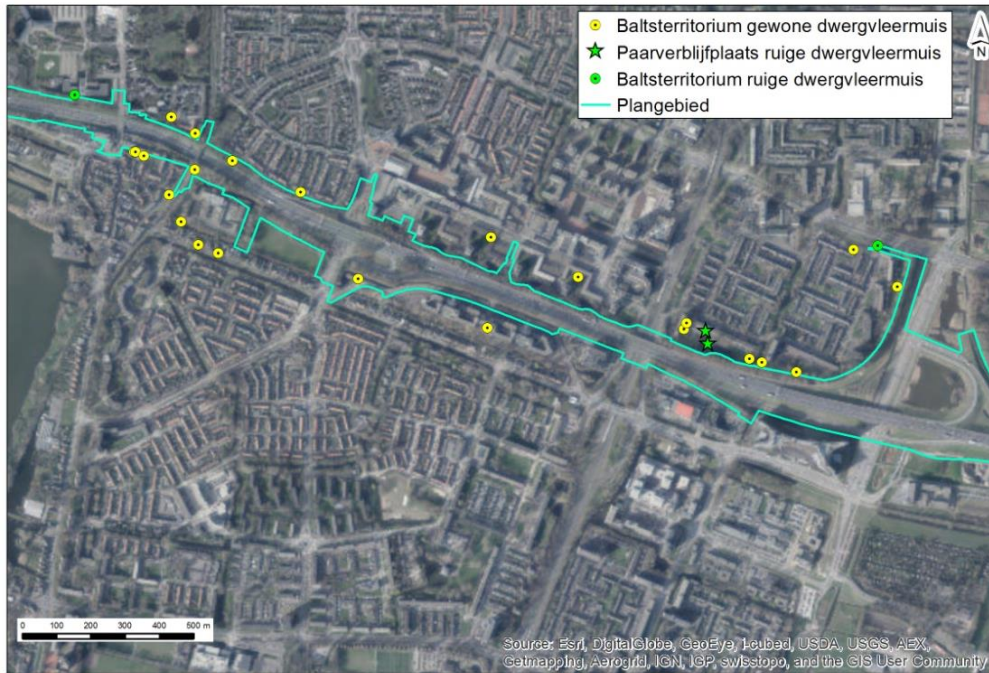 Baltsterritorium gewone dwergvleermuis
Paarverblijfplaats ruige dwergvleermuis
Baltsterritorium ruige dwergvleermuis
Plangebied
N
0 100 200 300 400 500 m
Source: Esri, DigitalGlobe, GeoEye, i-cubed, USDA, USGS, AEX,
Getmapping, Aerogrid, IGN, IGP, swisstopo, and the GIS User Community